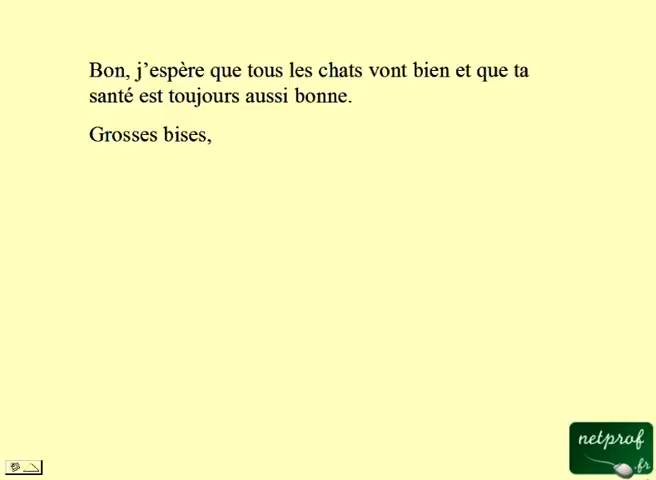 Bon, j’espère que tous les chats vont bien et que ta
santé est toujours aussi bonne.
Grosses bises,
netprof
.fr